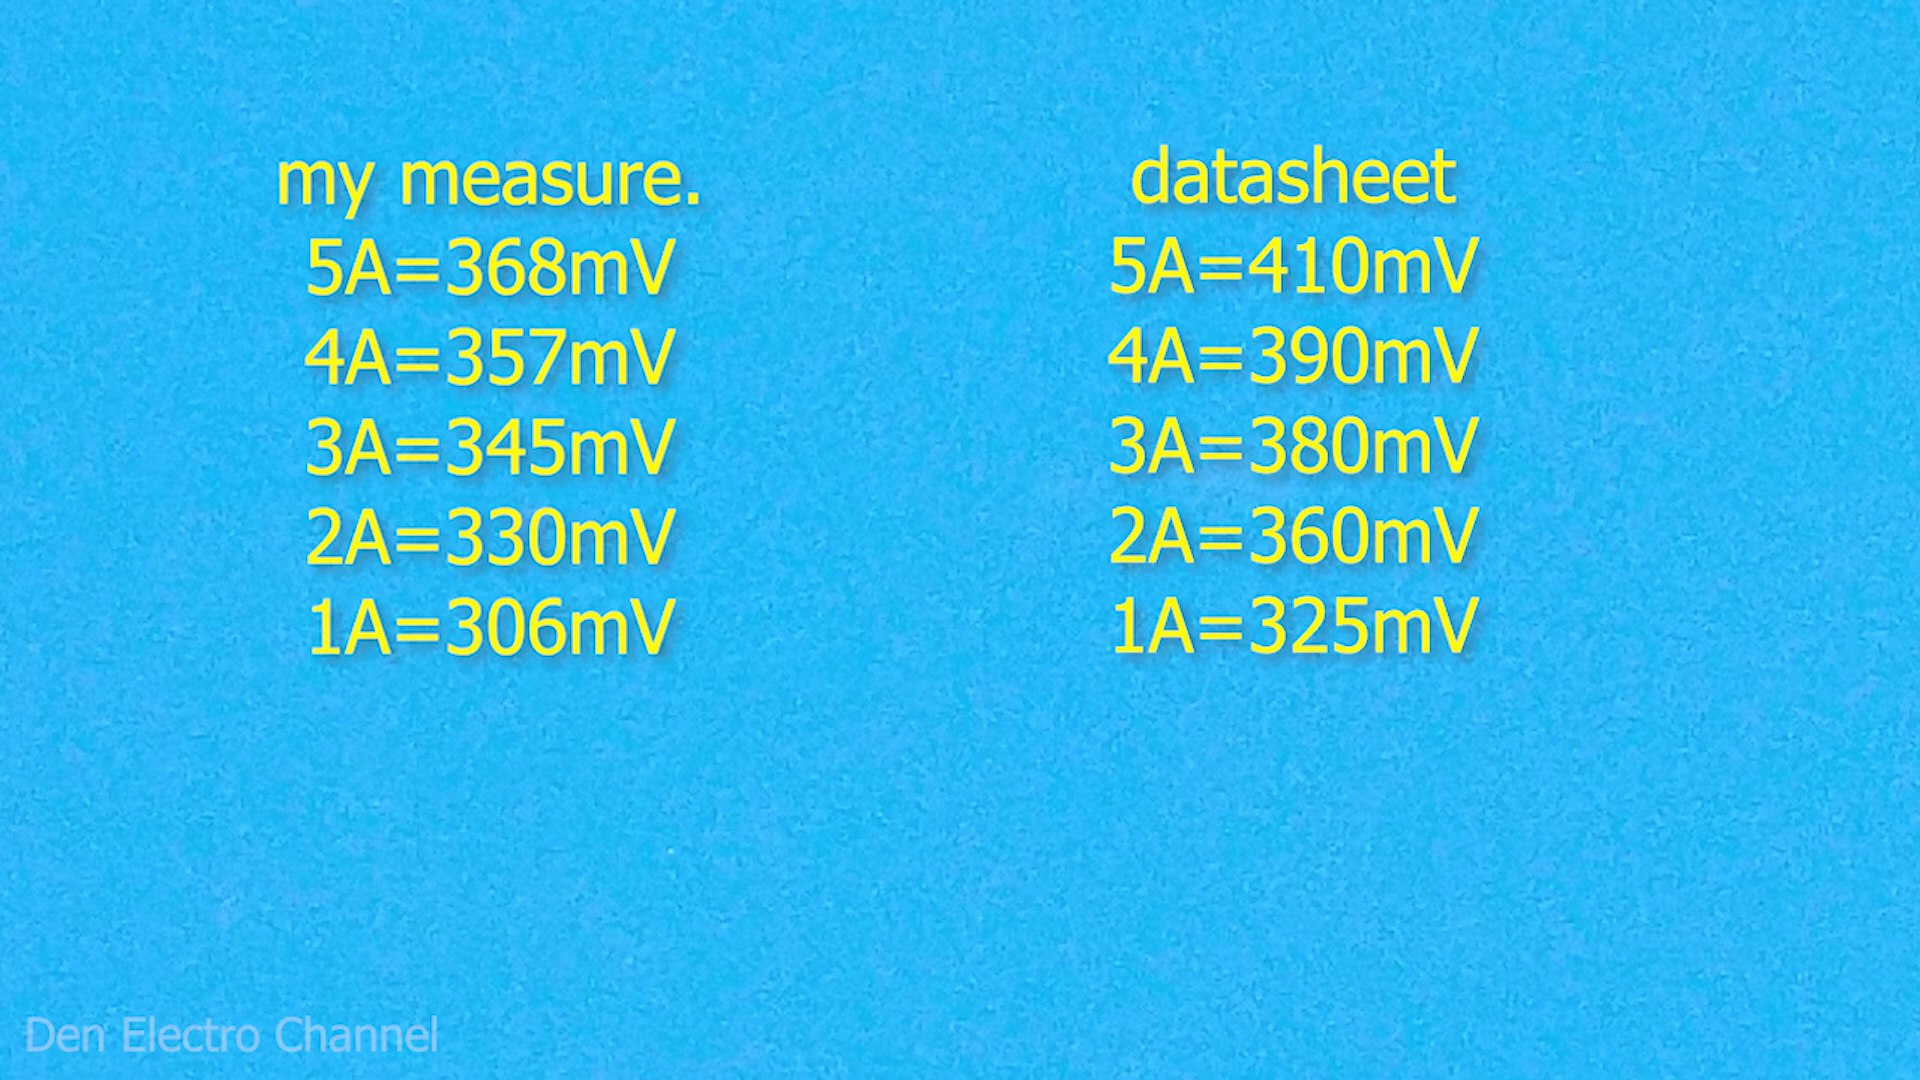 my measure.
5A=368mV
4A=357mV
3A=345mV
2A=330mV
1A=306mV
datasheet
5A=410mV
4A=390mV
3A=380mV
2A=360mV
1A=325mV
Den Electro Channel